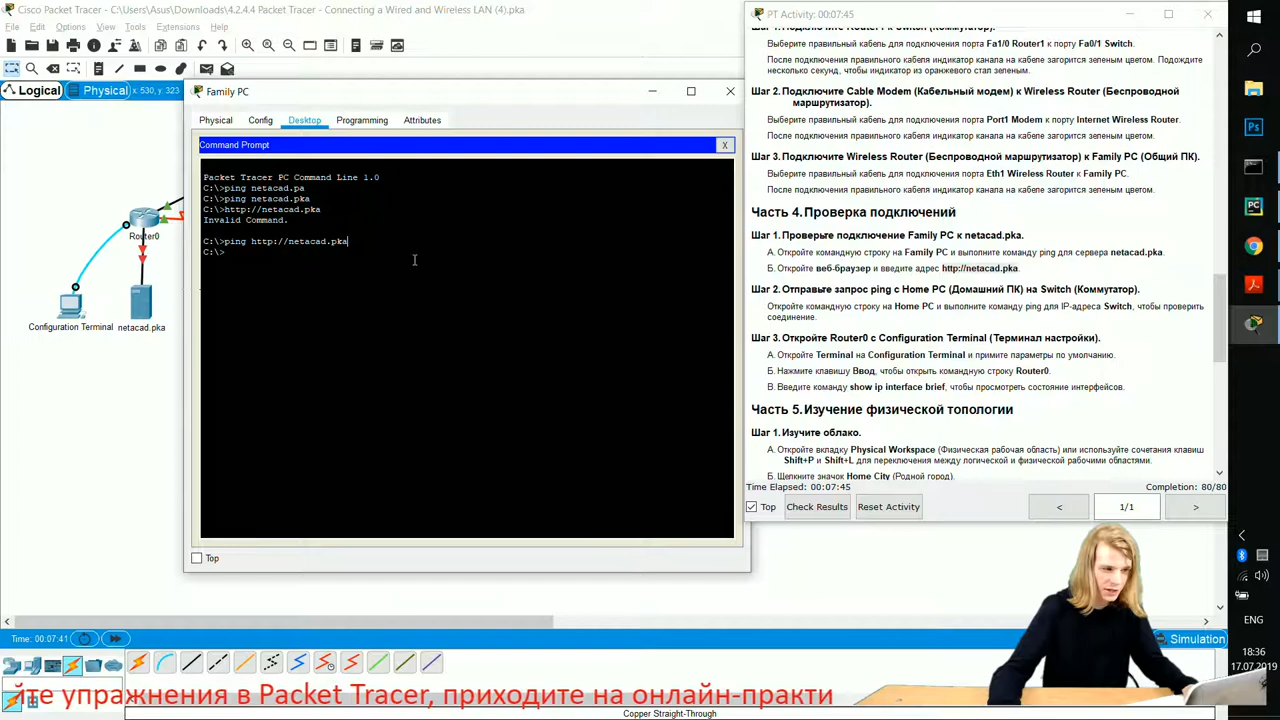 Cisco Packet Tracer - C:\Users\Asus\Downloads\4.2.4.4 Packet Tracer - Connecting a Wired and Wireless LAN (4).pka
File Edit Options View Tools Extensions Help
Logical Physical x: 530, y: 323
Router0
Configuration Terminal netacad.pka
Family PC
Physical Config Desktop Programming Attributes
Command Prompt X
Packet Tracer PC Command Line 1.0
C:\>ping netacad.pa
C:\>ping netacad.pka
C:\>http://netacad.pka
Invalid Command.
C:\>ping http://netacad.pka
C:\>
Top
PT Activity: 00:07:45
Выберите правильный кабель для подключения порта Fa1/0 Router1 к порту Fa0/1 Switch.
После подключения правильного кабеля индикатор канала на кабеле загорится зеленым цветом. Подождите
несколько секунд, чтобы индикатор из оранжевого стал зеленым.
Шаг 2. Подключите Cable Modem (Кабельный модем) к Wireless Router (Беспроводной
маршрутизатор).
Выберите правильный кабель для подключения порта Port1 Modem к порту Internet Wireless Router.
После подключения правильного кабеля индикатор канала на кабеле загорится зеленым цветом.
Шаг 3. Подключите Wireless Router (Беспроводной маршрутизатор) к Family PC (Общий ПК).
Выберите правильный кабель для подключения порта Eth1 Wireless Router к Family PC.
После подключения правильного кабеля индикатор канала на кабеле загорится зеленым цветом.
Часть 4. Проверка подключений
Шаг 1. Проверьте подключение Family PC к netacad.pka.
А. Откройте командную строку на Family PC и выполните команду ping для сервера netacad.pka.
Б. Откройте веб-браузер и введите адрес http://netacad.pka.
Шаг 2. Отправьте запрос ping с Home PC (Домашний ПК) на Switch (Коммутатор).
Откройте командную строку на Home PC и выполните команду ping для IP-адреса Switch, чтобы проверить
соединение.
Шаг 3. Откройте Router0 с Configuration Terminal (Терминал настройки).
А. Откройте Terminal на Configuration Terminal и примите параметры по умолчанию.
Б. Нажмите клавишу Ввод, чтобы открыть командную строку Router0.
В. Введите команду show ip interface brief, чтобы просмотреть состояние интерфейсов.
Часть 5. Изучение физической топологии
Шаг 1. Изучите облако.
А. Откройте вкладку Physical Workspace (Физическая рабочая область) или используйте сочетания клавиш
Shift+P и Shift+L для переключения между логической и физической рабочими областями.
Б. Щелкните значок Home City (Родной город).
Time Elapsed: 00:07:45 Completion: 80/80
Top Check Results Reset Activity < 1/1 >
Time: 00:07:41 Simulation
йте упражнения в Packet Tracer, приходите на онлайн-практи
Copper Straight-Through
Ps
PC
ENG
18:36
17.07.2019